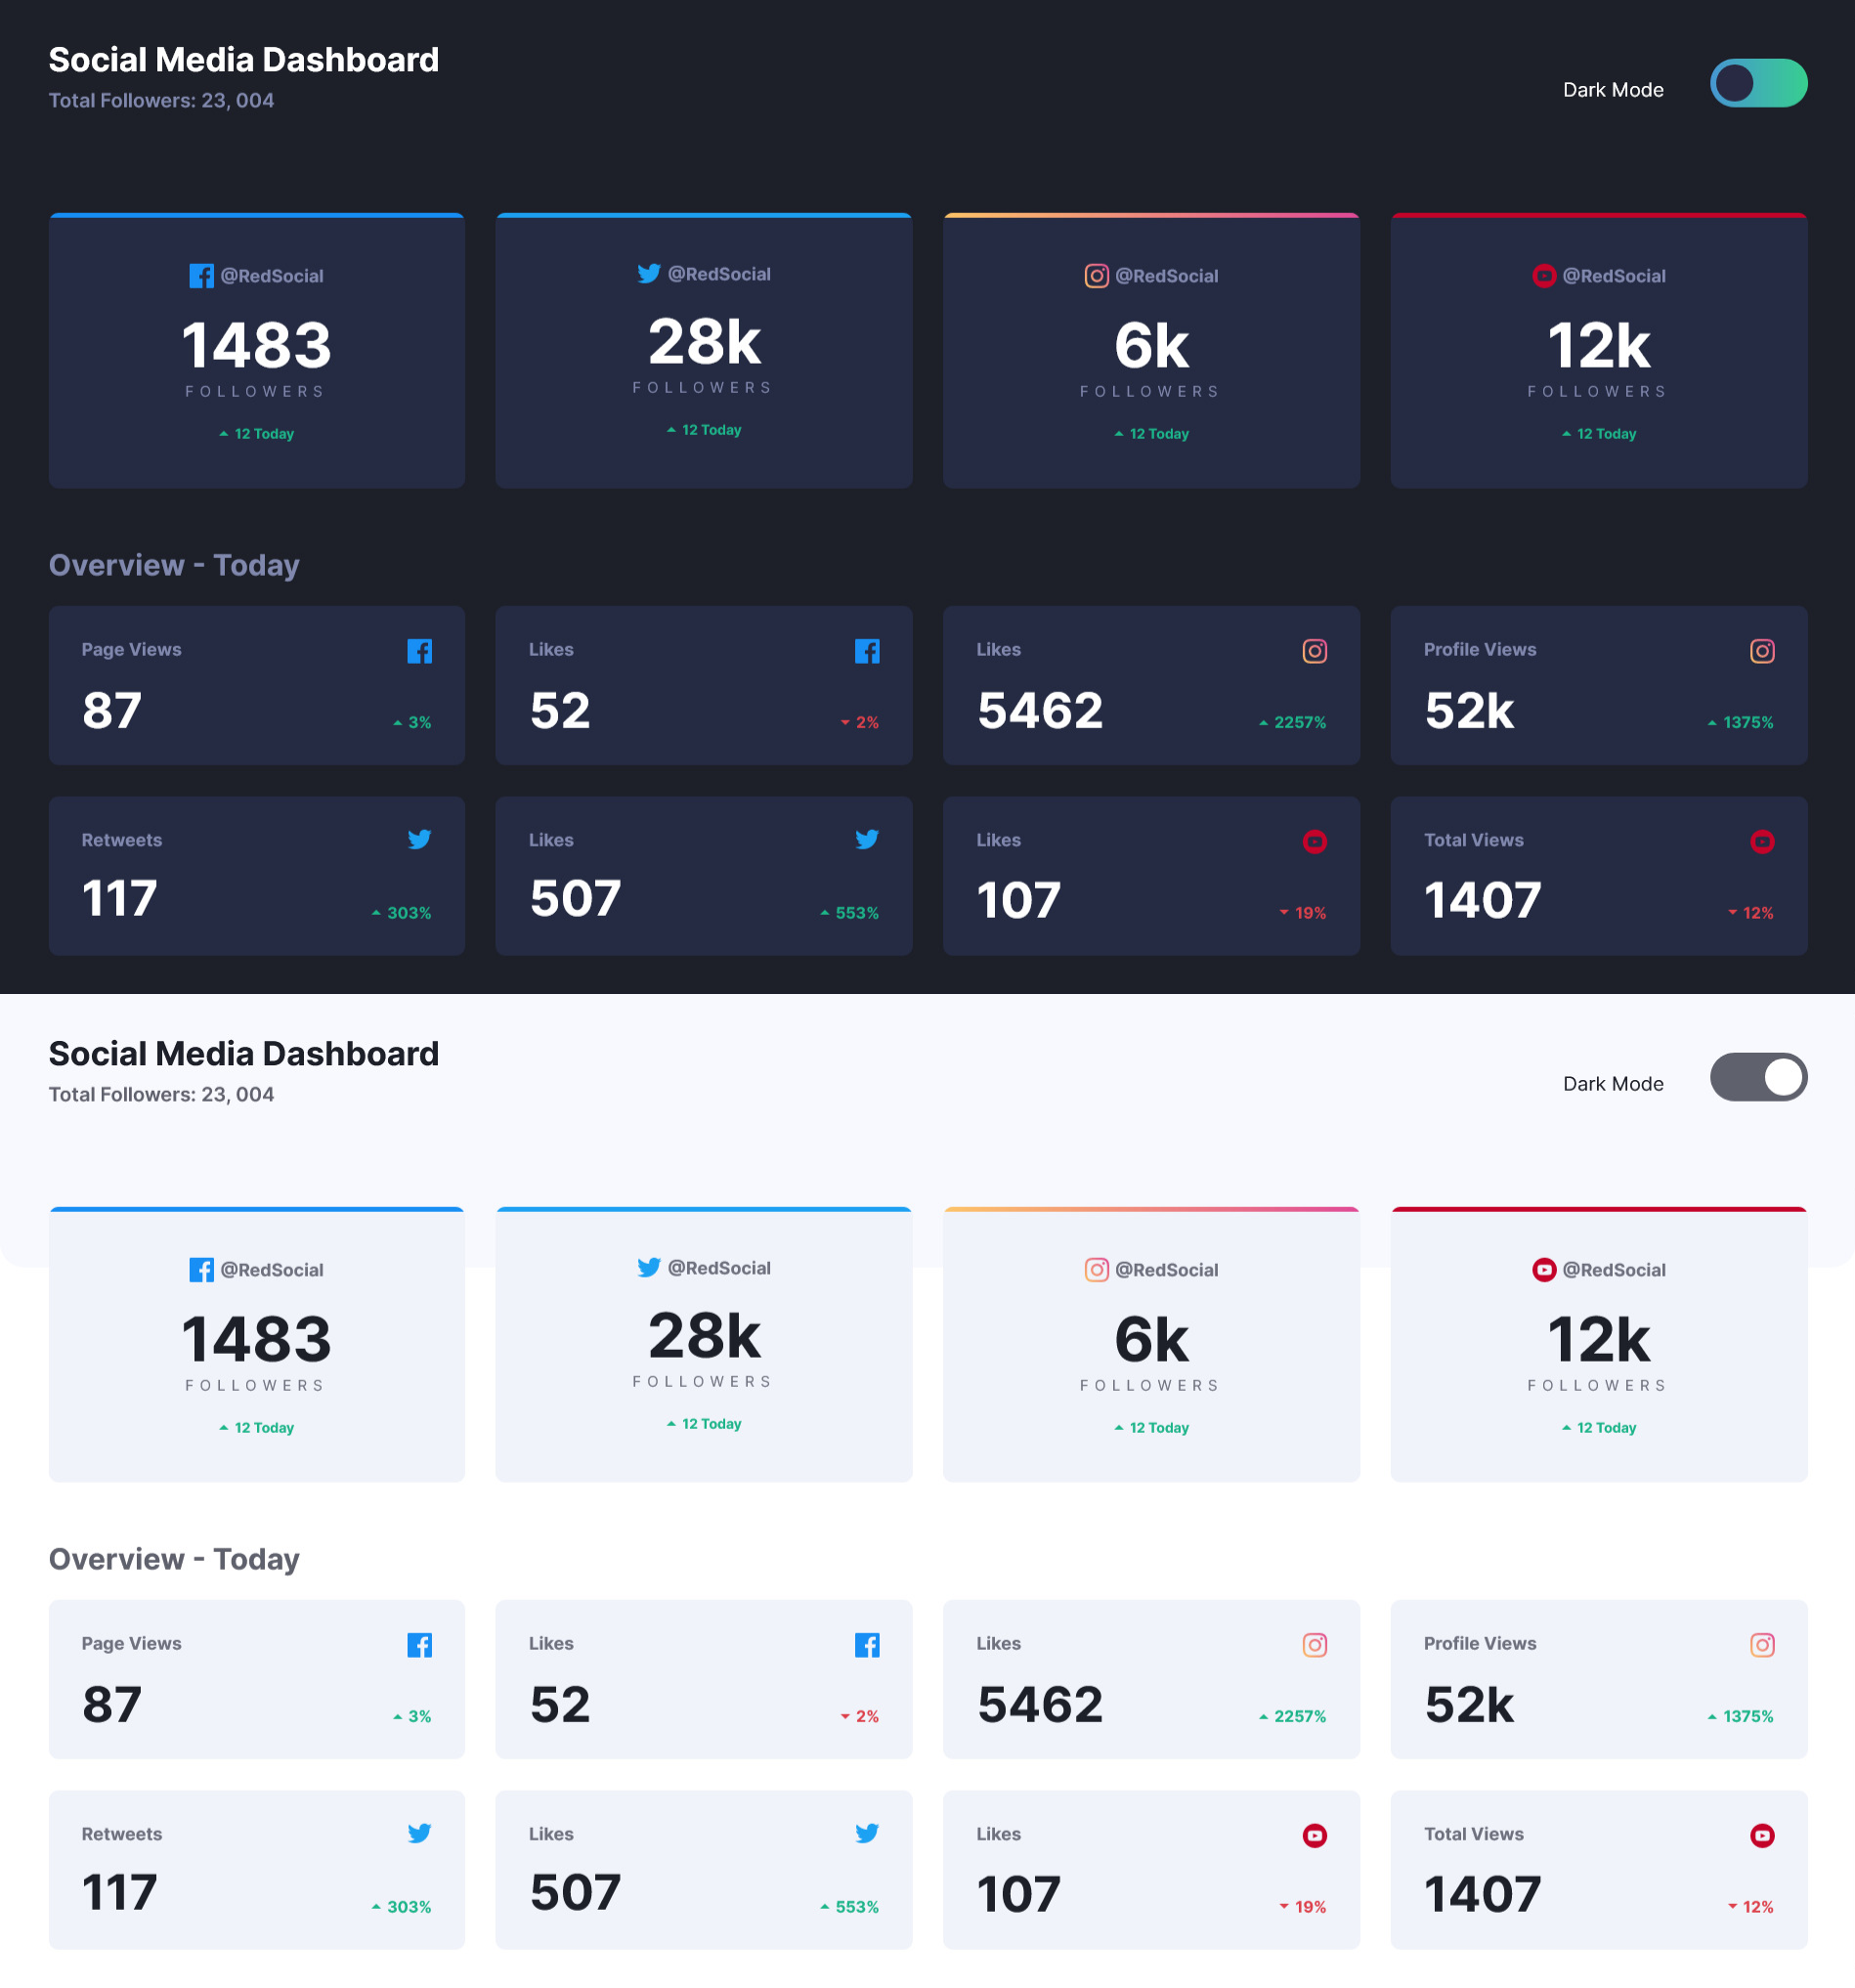 Social Media Dashboard
Total Followers: 23, 004
Dark Mode
@RedSocial
1483
FOLLOWERS
12 Today
@RedSocial
28k
FOLLOWERS
12 Today
@RedSocial
6k
FOLLOWERS
12 Today
@RedSocial
12k
FOLLOWERS
12 Today
Overview - Today
Page Views
87
3%
Likes
52
2%
Likes
5462
2257%
Profile Views
52k
1375%
Retweets
117
303%
Likes
507
553%
Likes
107
19%
Total Views
1407
12%
Social Media Dashboard
Total Followers: 23, 004
Dark Mode
@RedSocial
1483
FOLLOWERS
12 Today
@RedSocial
28k
FOLLOWERS
12 Today
@RedSocial
6k
FOLLOWERS
12 Today
@RedSocial
12k
FOLLOWERS
12 Today
Overview - Today
Page Views
87
3%
Likes
52
2%
Likes
5462
2257%
Profile Views
52k
1375%
Retweets
117
303%
Likes
507
553%
Likes
107
19%
Total Views
1407
12%